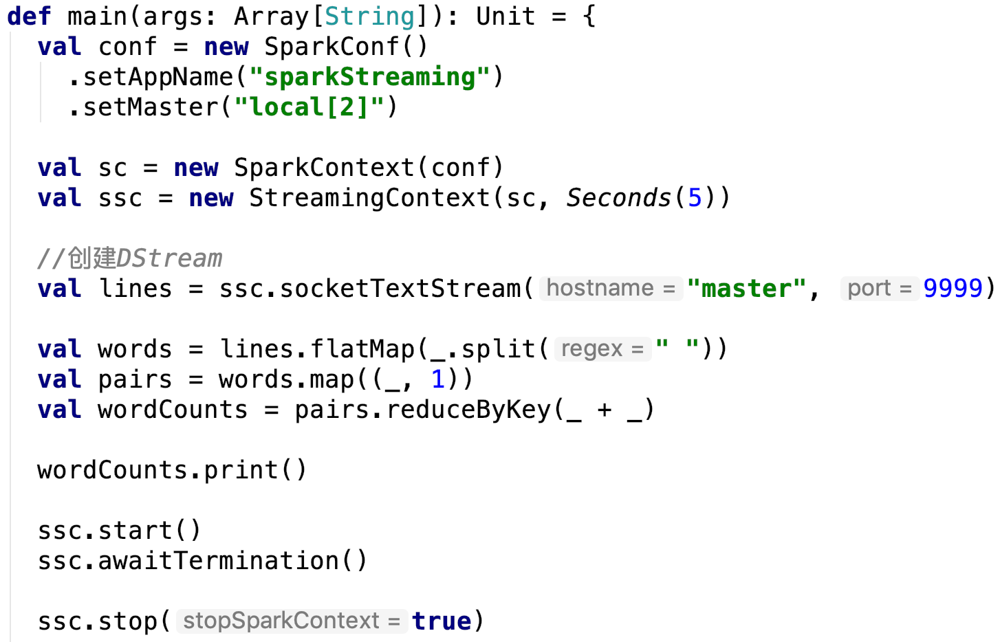 def main(args: Array[String]): Unit = {
  val conf = new SparkConf()
    .setAppName("sparkStreaming")
    .setMaster("local[2]")

  val sc = new SparkContext(conf)
  val ssc = new StreamingContext(sc, Seconds(5))

  //创建DStream
  val lines = ssc.socketTextStream( hostname = "master",  port = 9999)

  val words = lines.flatMap(_.split( regex = " "))
  val pairs = words.map((_, 1))
  val wordCounts = pairs.reduceByKey(_ + _)

  wordCounts.print()

  ssc.start()
  ssc.awaitTermination()

  ssc.stop( stopSparkContext = true)